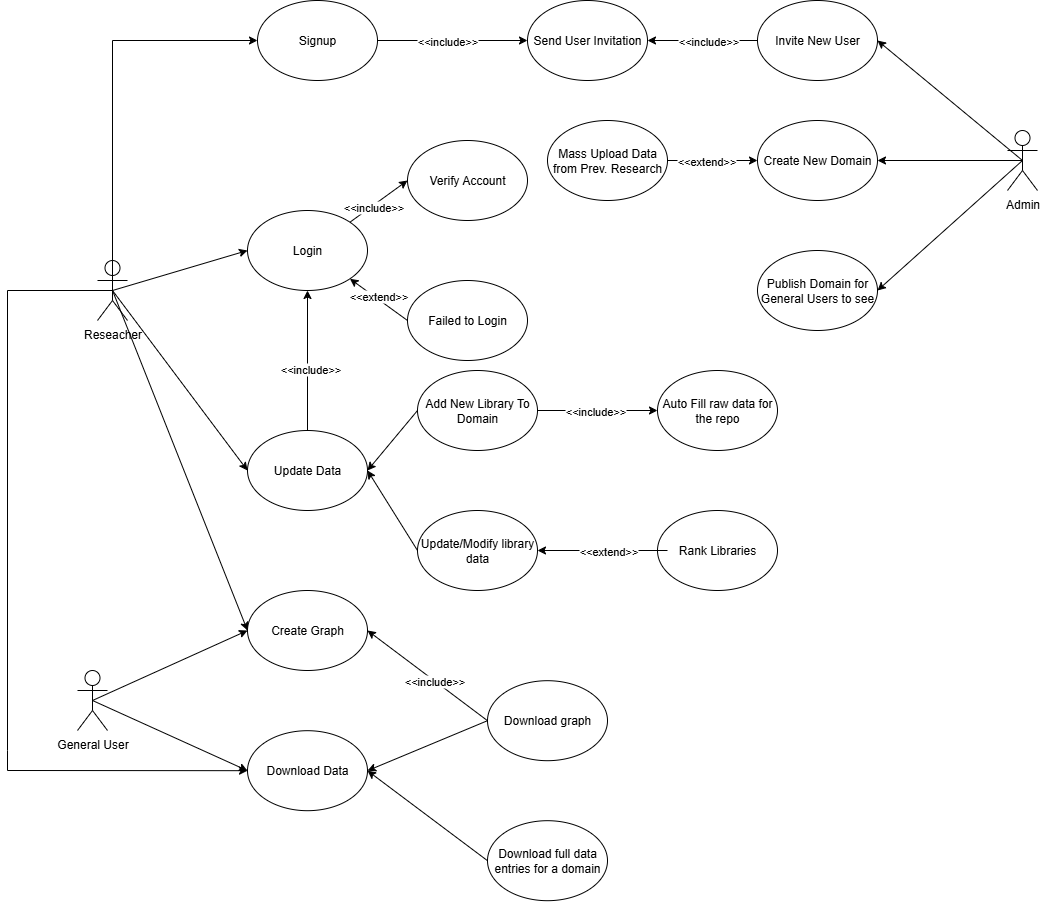 Signup
<<include>>
Send User Invitation
<<include>>
Invite New User
Mass Upload Data
from Prev. Research
<<extend>>
Create New Domain
Admin
Verify Account
<<include>>
Login
Publish Domain for
General Users to see
<<extend>>
Failed to Login
Reseacher
<<include>>
Add New Library To
Domain
<<include>>
Auto Fill raw data for
the repo
Update Data
Update/Modify library
data
<<extend>>
Rank Libraries
Create Graph
<<include>>
Download graph
General User
Download Data
Download full data
entries for a domain